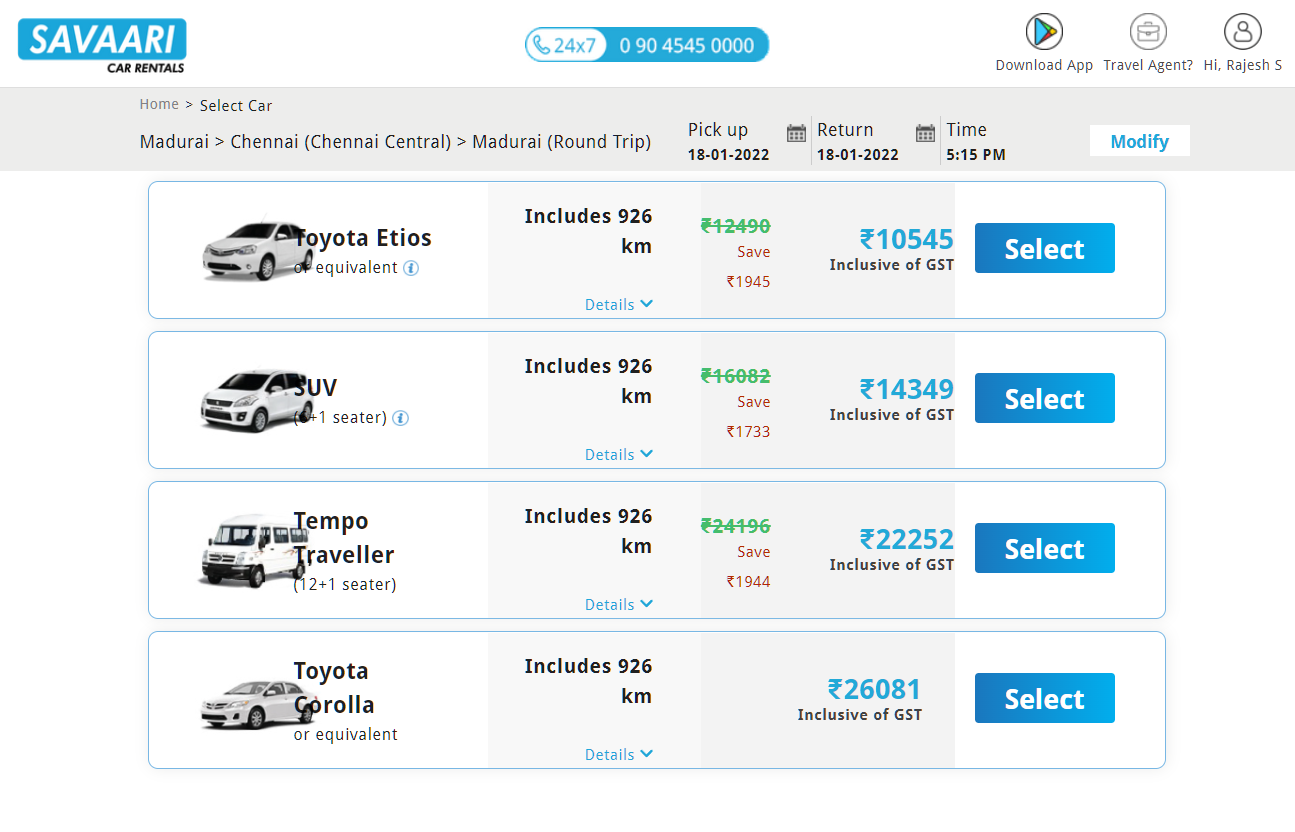 SAVAARI
CAR RENTALS
24x7 0 90 4545 0000
Download App
Travel Agent?
Hi, Rajesh S
Home > Select Car
Madurai > Chennai (Chennai Central) > Madurai (Round Trip)
Pick up
18-01-2022
Return
18-01-2022
Time
5:15 PM
Modify
Toyota Etios
or equivalent
Includes 926
km
Details
₹12490
Save
₹1945
₹10545
Inclusive of GST
Select
SUV
(6+1 seater)
Includes 926
km
Details
₹16082
Save
₹1733
₹14349
Inclusive of GST
Select
Tempo
Traveller
(12+1 seater)
Includes 926
km
Details
₹24196
Save
₹1944
₹22252
Inclusive of GST
Select
Toyota
Corolla
or equivalent
Includes 926
km
Details
₹26081
Inclusive of GST
Select